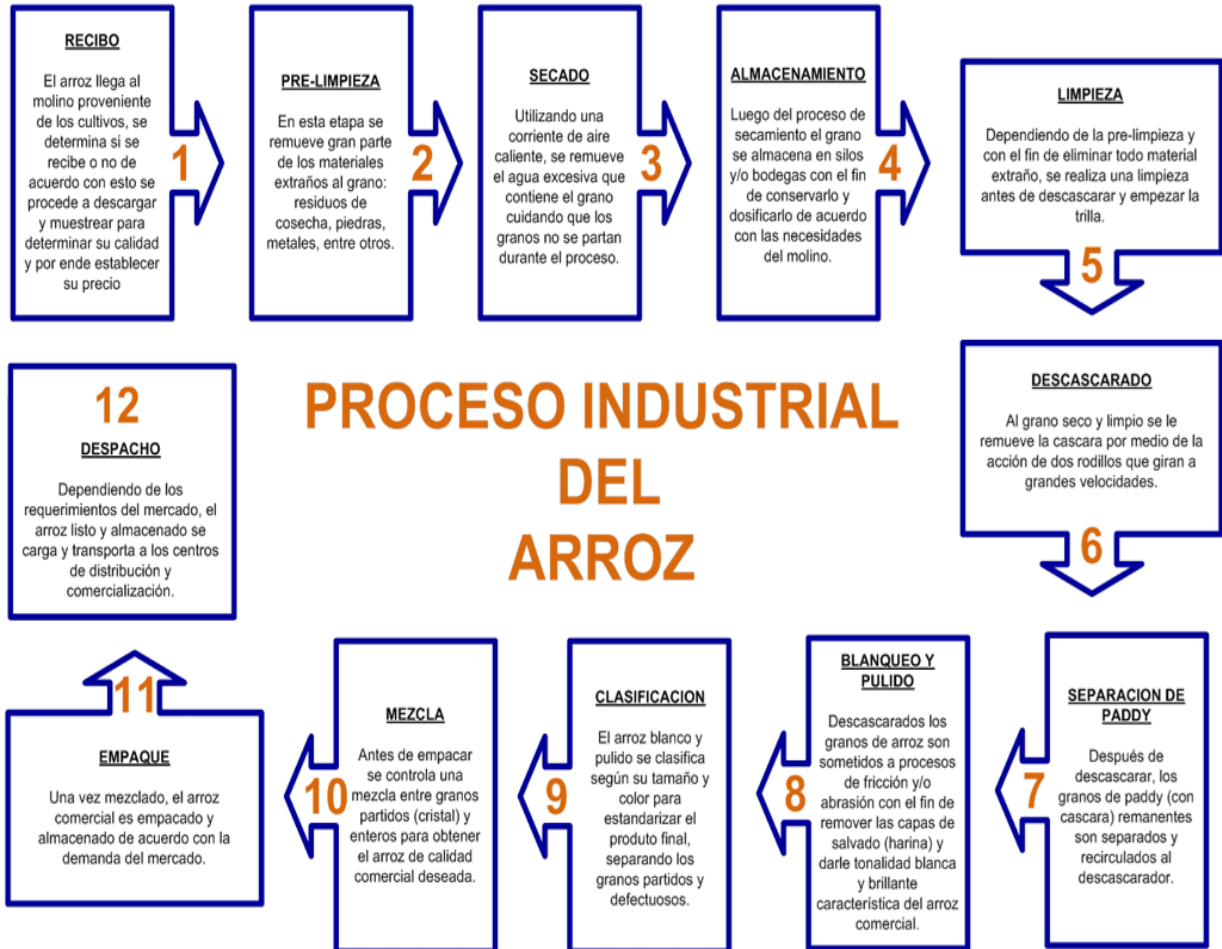 RECIBO
El arroz llega al
molino proveniente
de los cultivos, se
determina si se
recibe o no de
acuerdo con esto se
procede a descargar
y muestrear para
determinar su calidad
y por ende establecer
su precio
1
PRE-LIMPIEZA
En esta etapa se
remueve gran parte
de los materiales
extraños al grano:
residuos de
cosecha, piedras,
metales, entre otros.
2
SECADO
Utilizando una
corriente de aire
caliente, se remueve
el agua excesiva que
contiene el grano
cuidando que los
granos no se partan
durante el proceso.
3
ALMACENAMIENTO
Luego del proceso de
secamiento el grano
se almacena en silos
y/o bodegas con el fin
de conservarlo y
dosificarlo de acuerdo
con las necesidades
del molino.
4
LIMPIEZA
Dependiendo de la pre-limpieza y
con el fin de eliminar todo material
extraño, se realiza una limpieza
antes de descascarar y empezar la
trilla.
5
PROCESO INDUSTRIAL
DEL
ARROZ
DESCASCARADO
Al grano seco y limpio se le
remueve la cascara por medio de la
acción de dos rodillos que giran a
grandes velocidades.
6
SEPARACION DE
PADDY
Después de
descascarar, los
granos de paddy (con
cascara) remanentes
son separados y
recirculados al
descascarador.
7
BLANQUEO Y
PULIDO
Descascarados los
granos de arroz son
sometidos a procesos
de fricción y/o
abrasión con el fin de
remover las capas de
salvado (harina) y
darle tonalidad blanca
y brillante
característica del arroz
comercial.
8
CLASIFICACION
El arroz blanco y
pulido se clasifica
según su tamaño y
color para
estandarizar el
produto final,
separando los
granos partidos y
defectuosos.
9
MEZCLA
Antes de empacar
se controla una
mezcla entre granos
partidos (cristal) y
enteros para obtener
el arroz de calidad
comercial deseada.
10
EMPAQUE
Una vez mezclado, el arroz
comercial es empacado y
almacenado de acuerdo con la
demanda del mercado.
11
12
DESPACHO
Dependiendo de los
requerimientos del mercado, el
arroz listo y almacenado se
carga y transporta a los centros
de distribución y
comercialización.